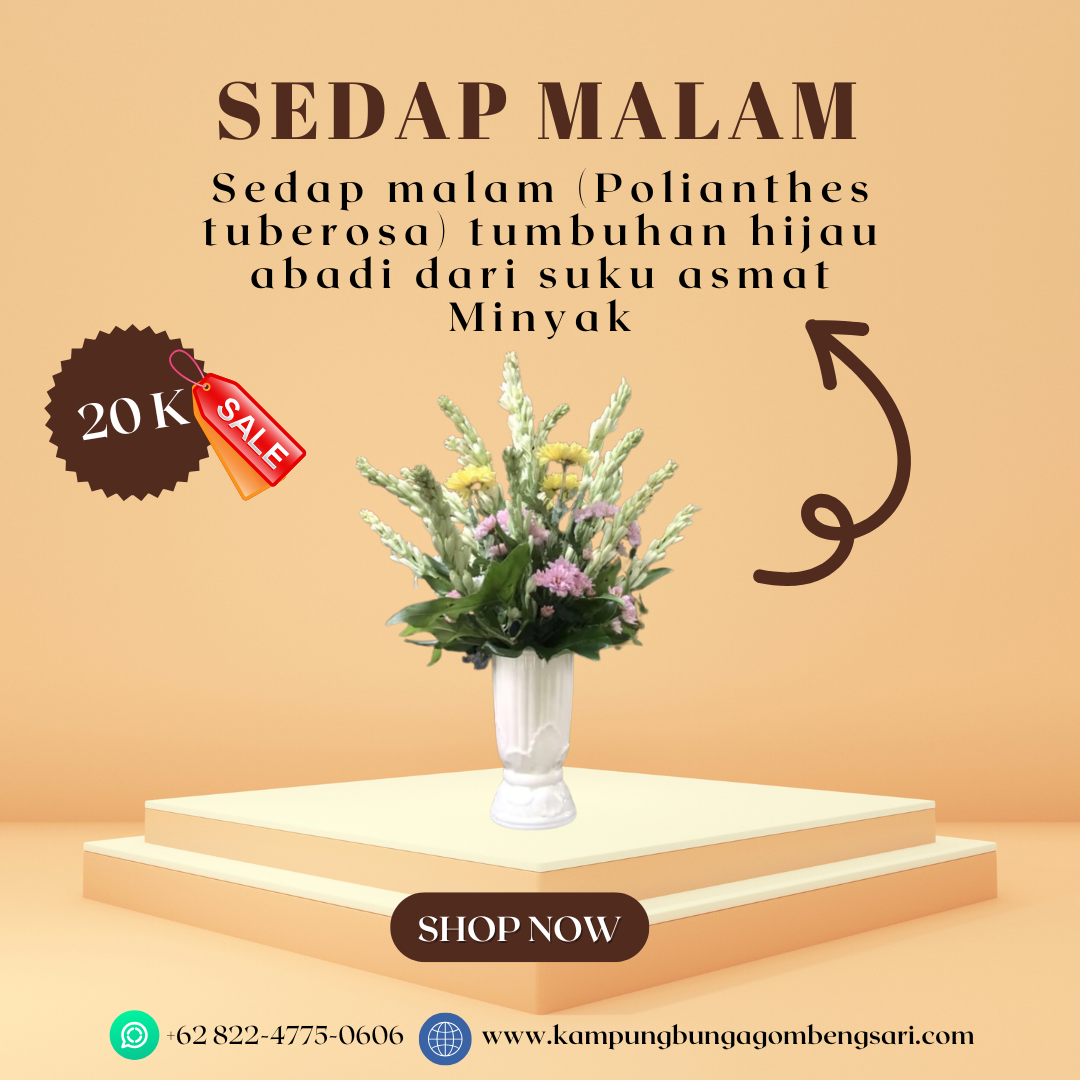 SEDAP MALAM
Sedap malam (Polianthes
tuberosa) tumbuhan hijau
abadi dari suku asmat
Minyak
20 K
SALE
SHOP NOW
+62 822-4775-0606
www.kampungbungagombengsari.com